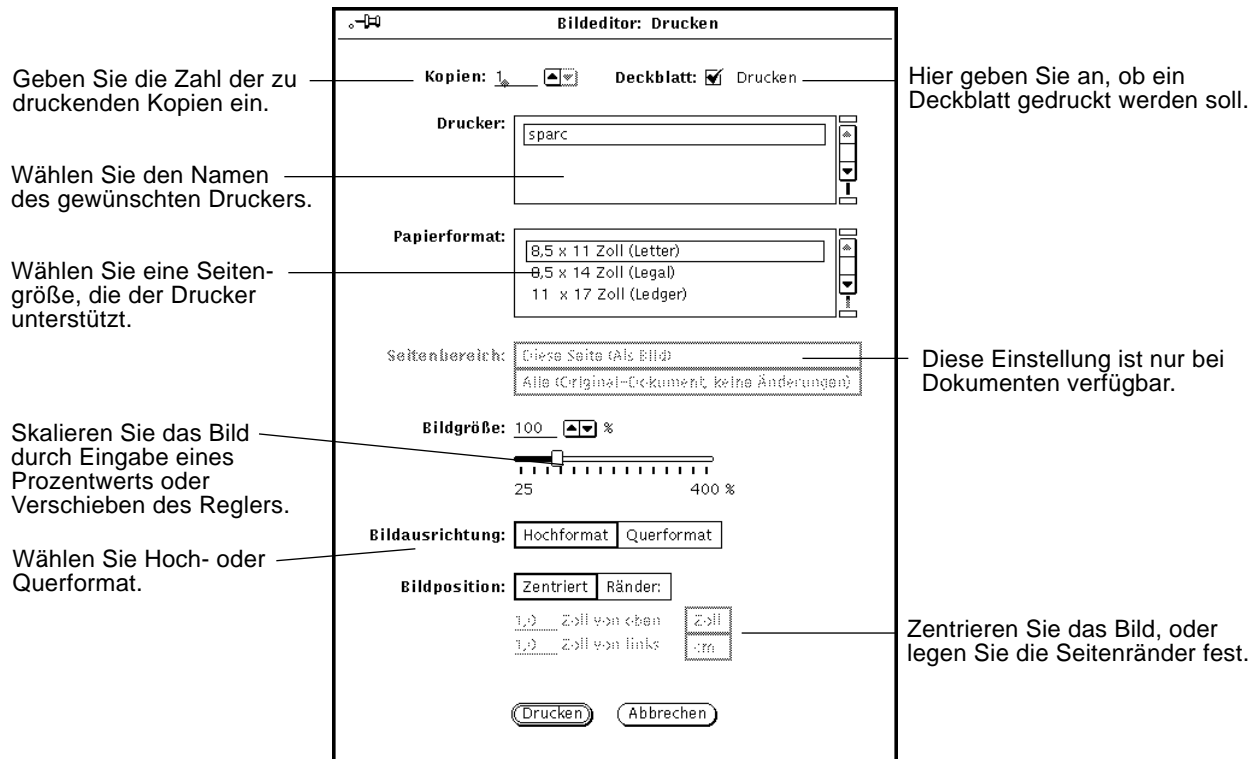 Bildeditor: Drucken
Geben Sie die Zahl der zu
druckenden Kopien ein.
Kopien: 1
Deckblatt: Drucken
Hier geben Sie an, ob ein
Deckblatt gedruckt werden soll.
Drucker:
sparc
Wählen Sie den Namen
des gewünschten Druckers.
Papierformat:
8,5 x 11 Zoll (Letter)
8,5 x 14 Zoll (Legal)
11 x 17 Zoll (Ledger)
Wählen Sie eine Seiten-
größe, die der Drucker
unterstützt.
Seitenbereich: Diese Seite (Als Bild)
Alle (Original-Dokument, keine Änderungen)
Diese Einstellung ist nur bei
Dokumenten verfügbar.
Bildgröße: 100 %
25 400 %
Skalieren Sie das Bild
durch Eingabe eines
Prozentwerts oder
Verschieben des Reglers.
Bildausrichtung: Hochformat Querformat
Wählen Sie Hoch- oder
Querformat.
Bildposition: Zentriert Ränder:
1,0 Zoll von oben Zoll
1,0 Zoll von links cm
Zentrieren Sie das Bild, oder
legen Sie die Seitenränder fest.
Drucken Abbrechen